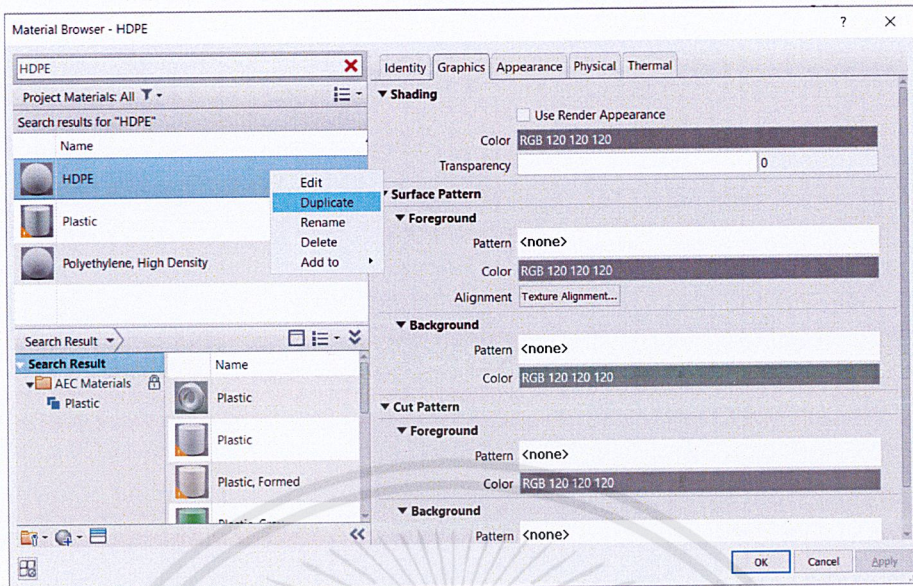 Material Browser - HDPE
?
HDPE
Project Materials: All
Search results for "HDPE"
Name
HDPE
Plastic
Polyethylene, High Density
Edit
Duplicate
Rename
Delete
Add to
Search Result
Search Result
AEC Materials
Plastic
Name
Plastic
Plastic
Plastic, Formed
Identity Graphics Appearance Physical Thermal
Shading
Use Render Appearance
Color RGB 120 120 120
Transparency 0
Surface Pattern
Foreground
Pattern <none>
Color RGB 120 120 120
Alignment Texture Alignment...
Background
Pattern <none>
Color RGB 120 120 120
Cut Pattern
Foreground
Pattern <none>
Color RGB 120 120 120
Background
Pattern <none>
OK Cancel Apply